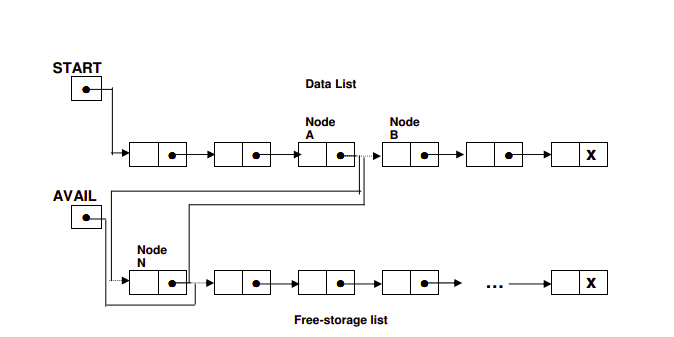 START
Data List
Node
A
Node
B
X
AVAIL
Node
N
...
X
Free-storage list